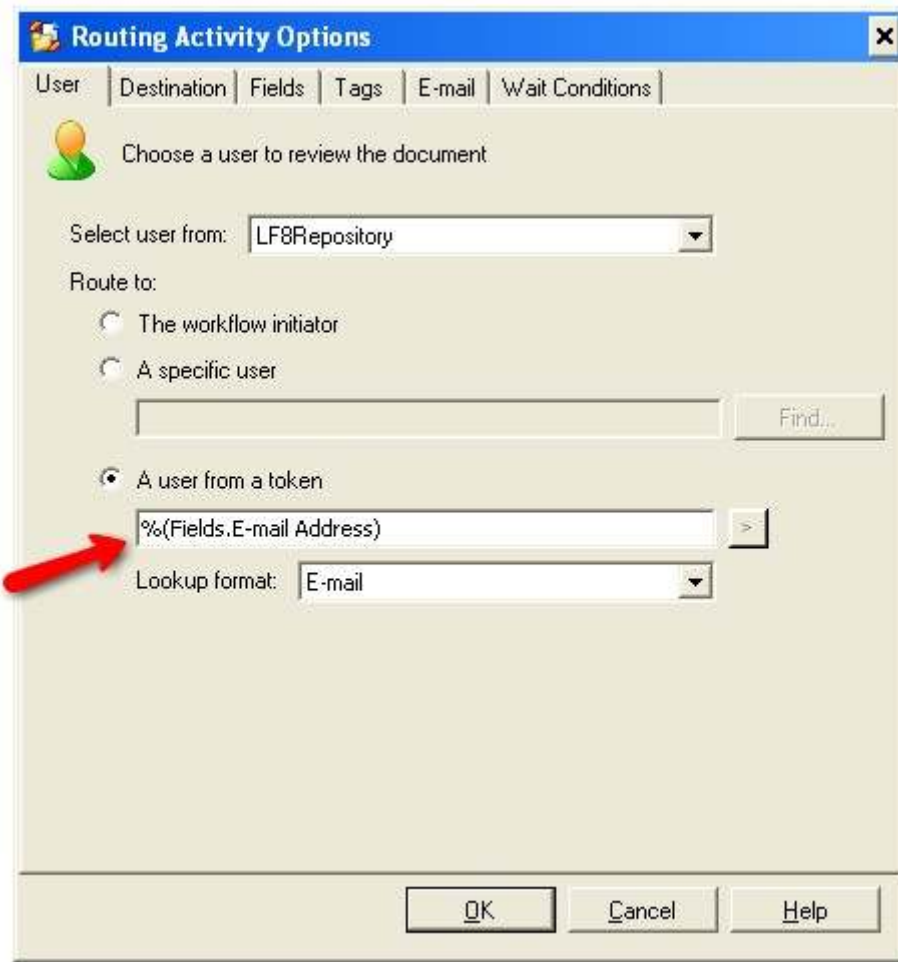 Routing Activity Options
User Destination Fields Tags E-mail Wait Conditions
Choose a user to review the document
Select user from: LF8Repository
Route to:
The workflow initiator
A specific user
Find...
A user from a token
%(Fields.E-mail Address) >
Lookup format: E-mail
OK Cancel Help